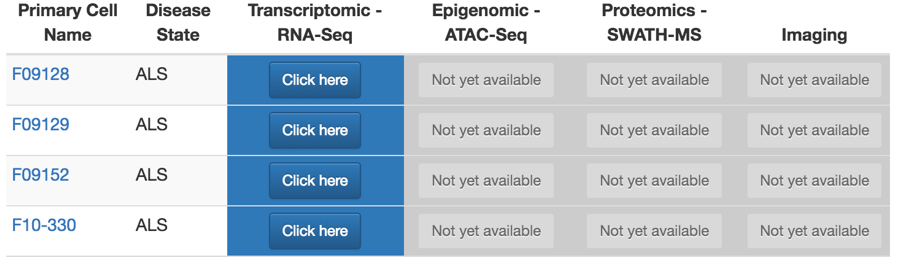 Primary Cell Name Disease State Transcriptomic - RNA-Seq Epigenomic - ATAC-Seq Proteomics - SWATH-MS Imaging
F09128 ALS Click here Not yet available Not yet available Not yet available
F09129 ALS Click here Not yet available Not yet available Not yet available
F09152 ALS Click here Not yet available Not yet available Not yet available
F10-330 ALS Click here Not yet available Not yet available Not yet available